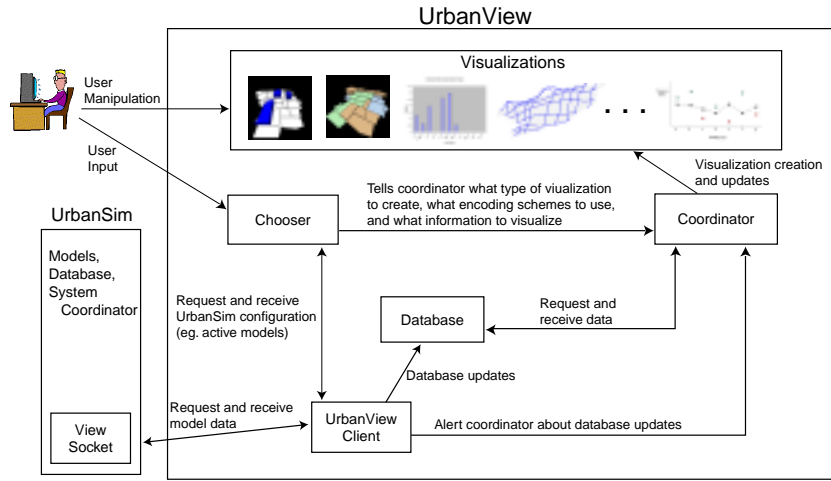 UrbanView
Visualizations
User
Manipulation
User
Input
. . .
Visualization creation
and updates
Tells coordinator what type of viualization
to create, what encoding schemes to use,
and what information to visualize
Chooser
Coordinator
UrbanSim
Models,
Database,
System
Coordinator
Request and receive
UrbanSim configuration
(eg. active models)
Database
Request and
receive data
Database updates
Request and receive
model data
UrbanView
Client
Alert coordinator about database updates
View
Socket